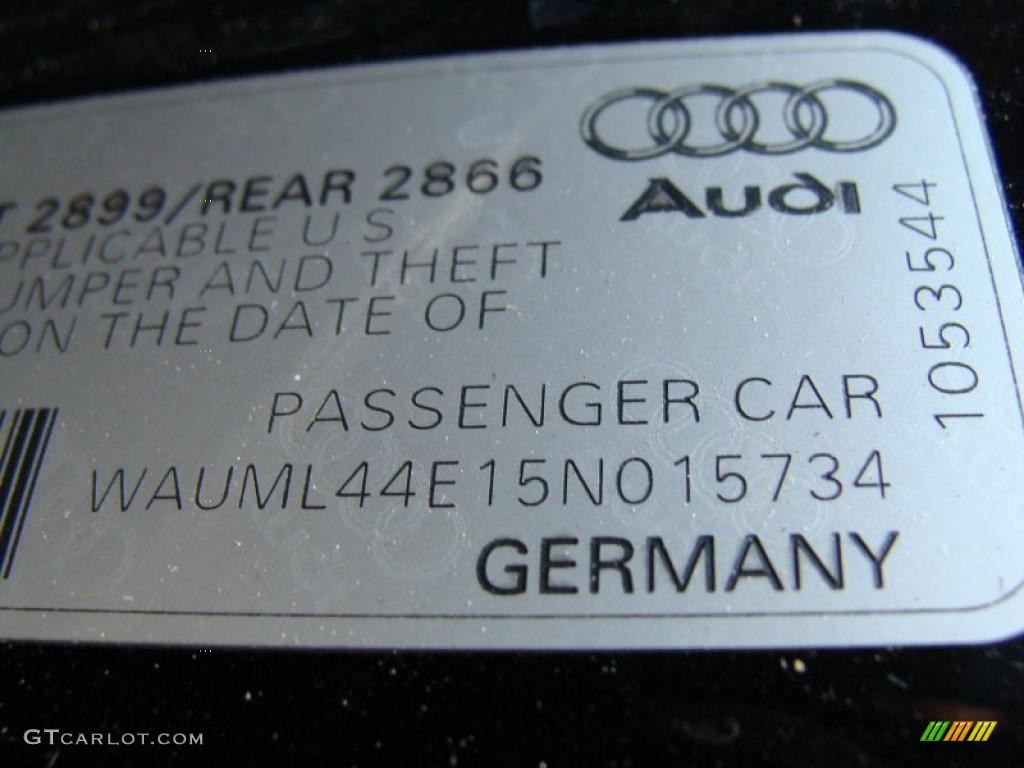 Audi
T 2899/REAR 2866
PPLICABLE U S
UMPER AND THEFT
ON THE DATE OF
1053544
PASSENGER CAR
WAUML44E15N015734
GERMANY
GTCARLOT.COM